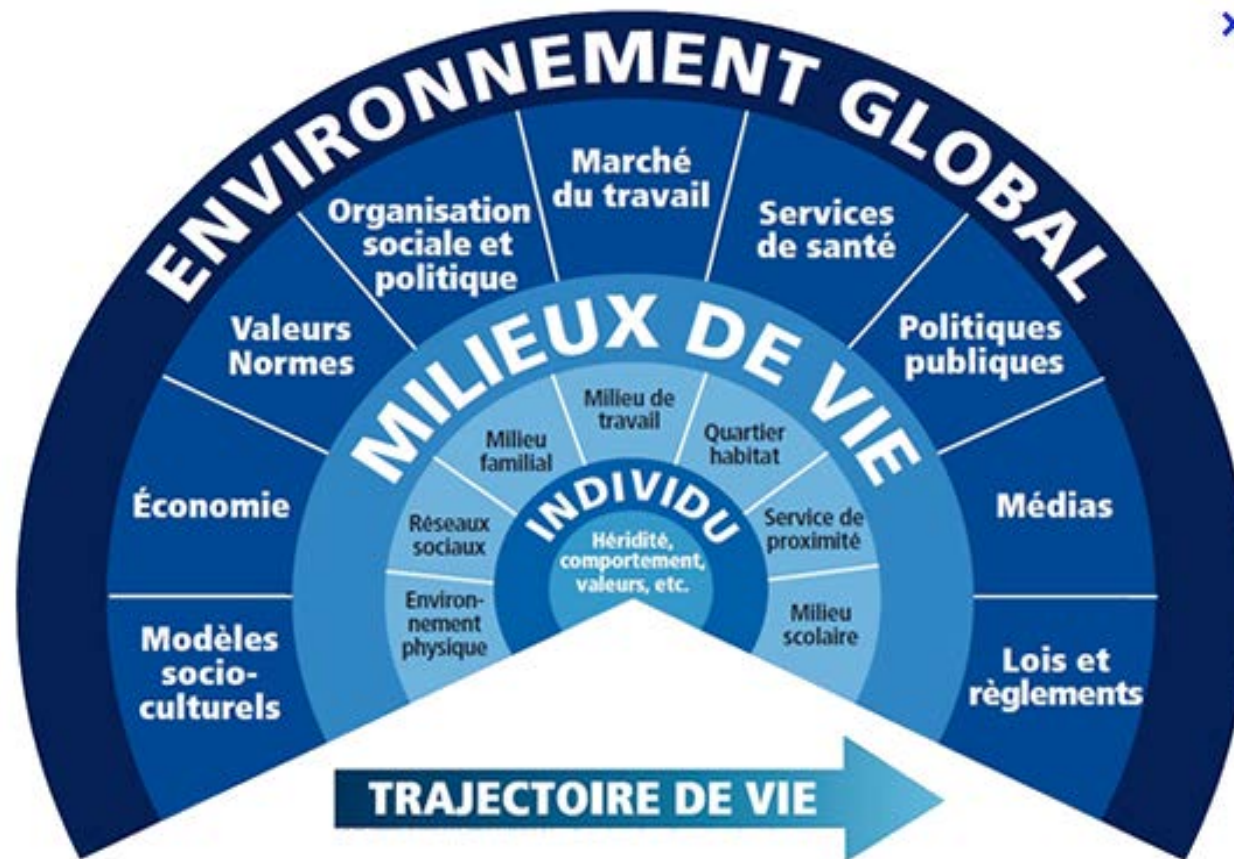 ENVIRONNEMENT GLOBAL
Modèles
socio-
culturels
Économie
Valeurs
Normes
Organisation
sociale et
politique
Marché
du travail
Services
de santé
Politiques
publiques
Médias
Lois et
règlements
MILIEUX DE VIE
Environ-
nement
physique
Réseaux
sociaux
Milieu
familial
Milieu de
travail
Quartier
habitat
Service de
proximité
Milieu
scolaire
INDIVIDU
Héridité,
comportement,
valeurs, etc.
TRAJECTOIRE DE VIE